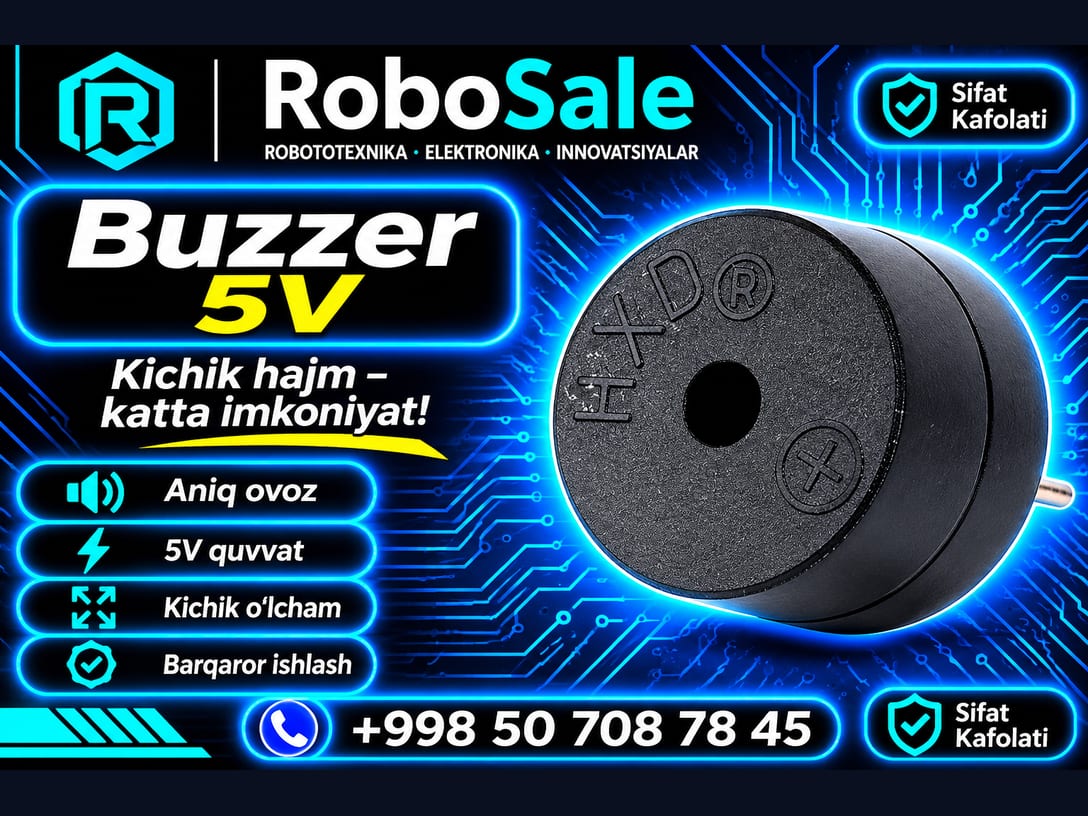 R
RoboSale
ROBOTOTEXNIKA • ELEKTRONIKA • INNOVATSIYALAR
Sifat
Kafolati
Buzzer
5V
Kichik hajm –
katta imkoniyat!
HXD®
+
Aniq ovoz
5V quvvat
Kichik o‘lcham
Barqaror ishlash
+998 50 708 78 45
Sifat
Kafolati